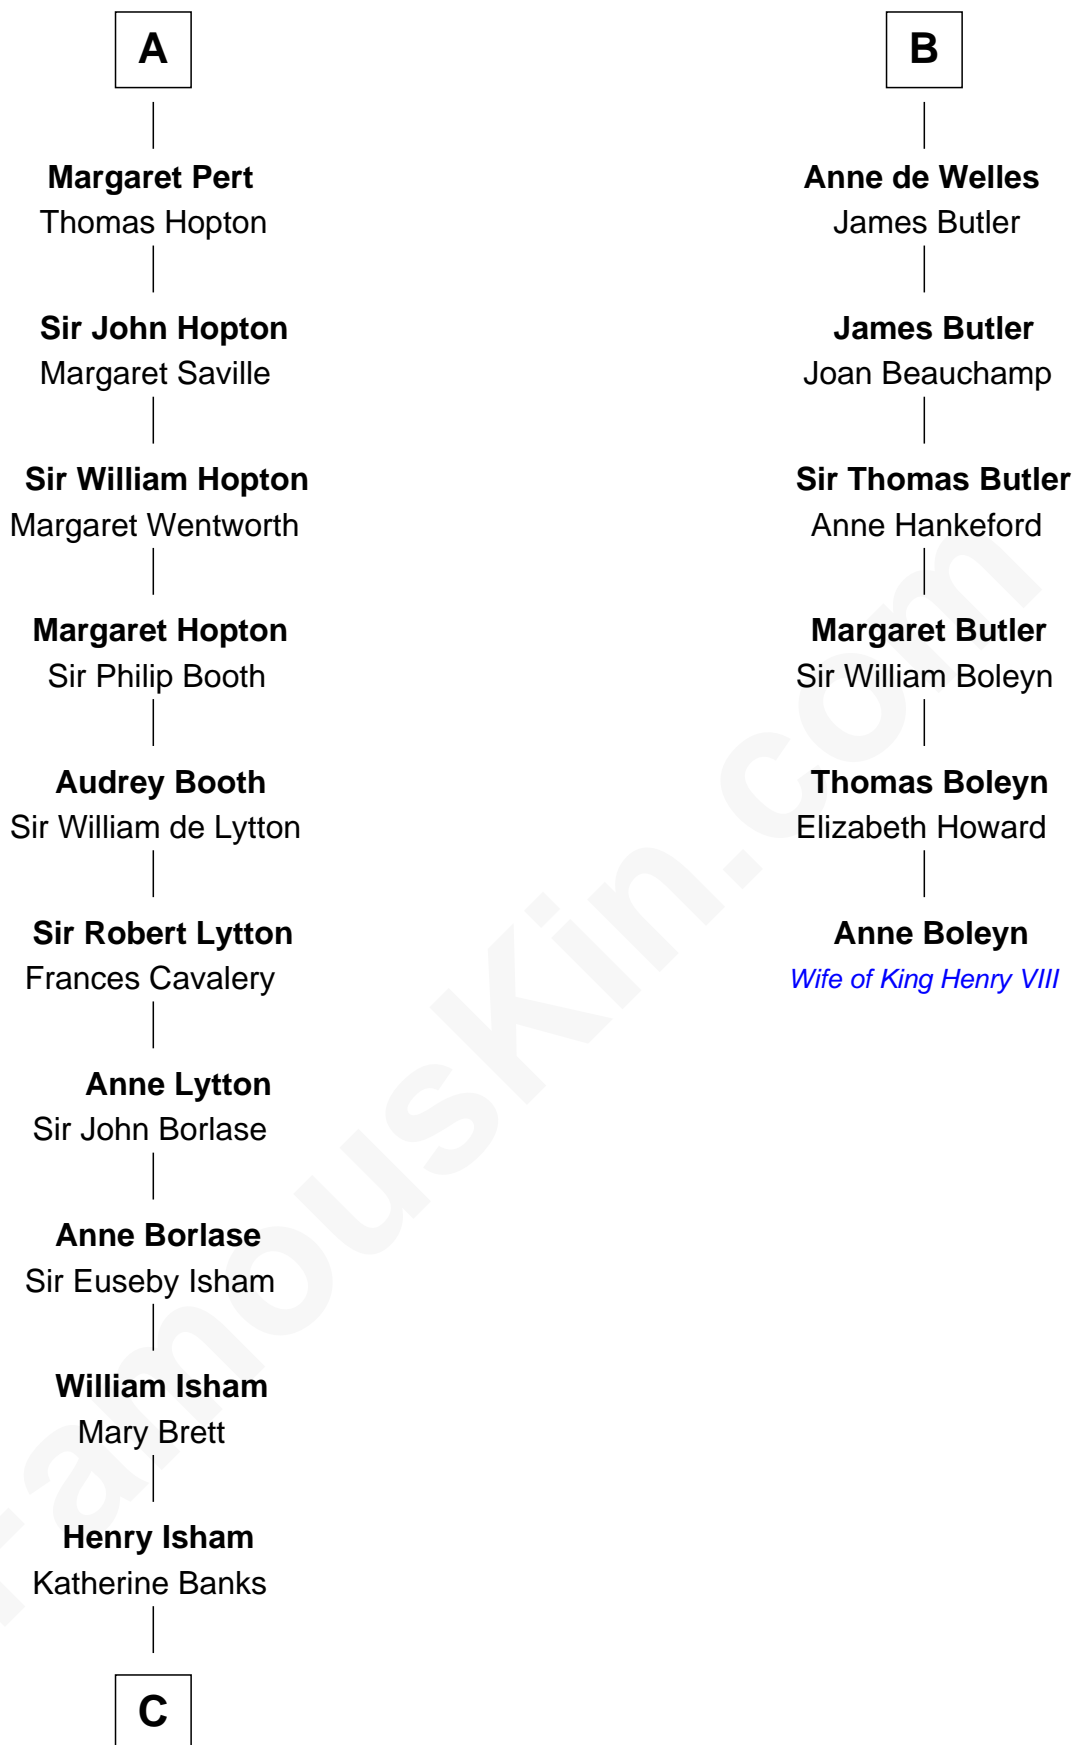 A
Margaret Pert
Thomas Hopton
Sir John Hopton
Margaret Saville
Sir William Hopton
Margaret Wentworth
Margaret Hopton
Sir Philip Booth
Audrey Booth
Sir William de Lytton
Sir Robert Lytton
Frances Cavalery
Anne Lytton
Sir John Borlase
Anne Borlase
Sir Euseby Isham
William Isham
Mary Brett
Henry Isham
Katherine Banks
C
B
Anne de Welles
James Butler
James Butler
Joan Beauchamp
Sir Thomas Butler
Anne Hankeford
Margaret Butler
Sir William Boleyn
Thomas Boleyn
Elizabeth Howard
Anne Boleyn
Wife of King Henry VIII
FamousKin.com